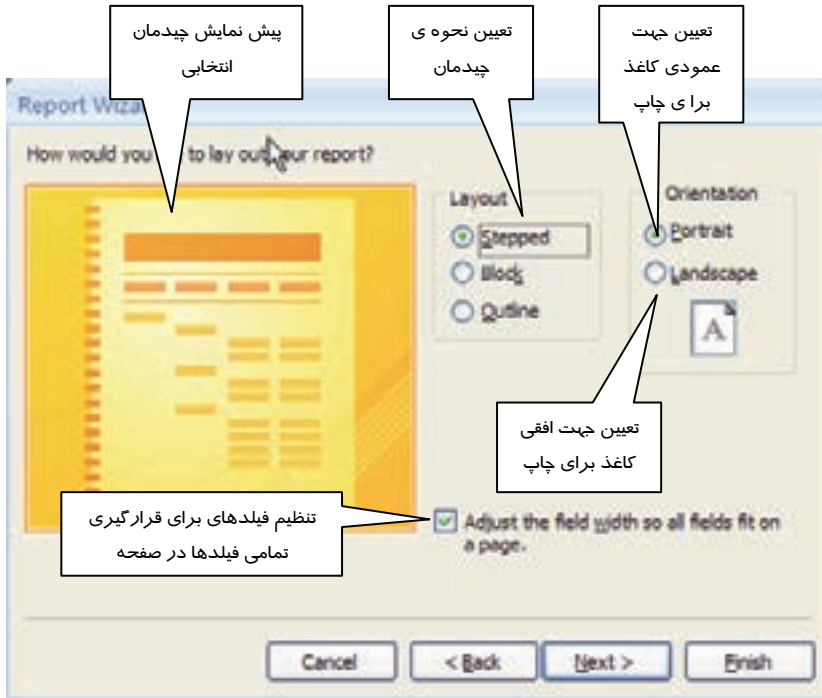 پیش نمایش چیدمان
انتخابی
تعیین نحوه ی
چیدمان
تعیین جهت
عمودی کاغذ
برا ی چاپ
Report Wiza
How would you to lay out your report?
Layout
Stepped
Block
Outline
Orientation
Portrait
Landscape
A
تعیین جهت افقی
کاغذ برای چاپ
تنظیم فیلدهای برای قرارگیری
تمامی فیلدها در صفحه
Adjust the field width so all fields fit on
a page.
Cancel
< Back
Next >
Finish